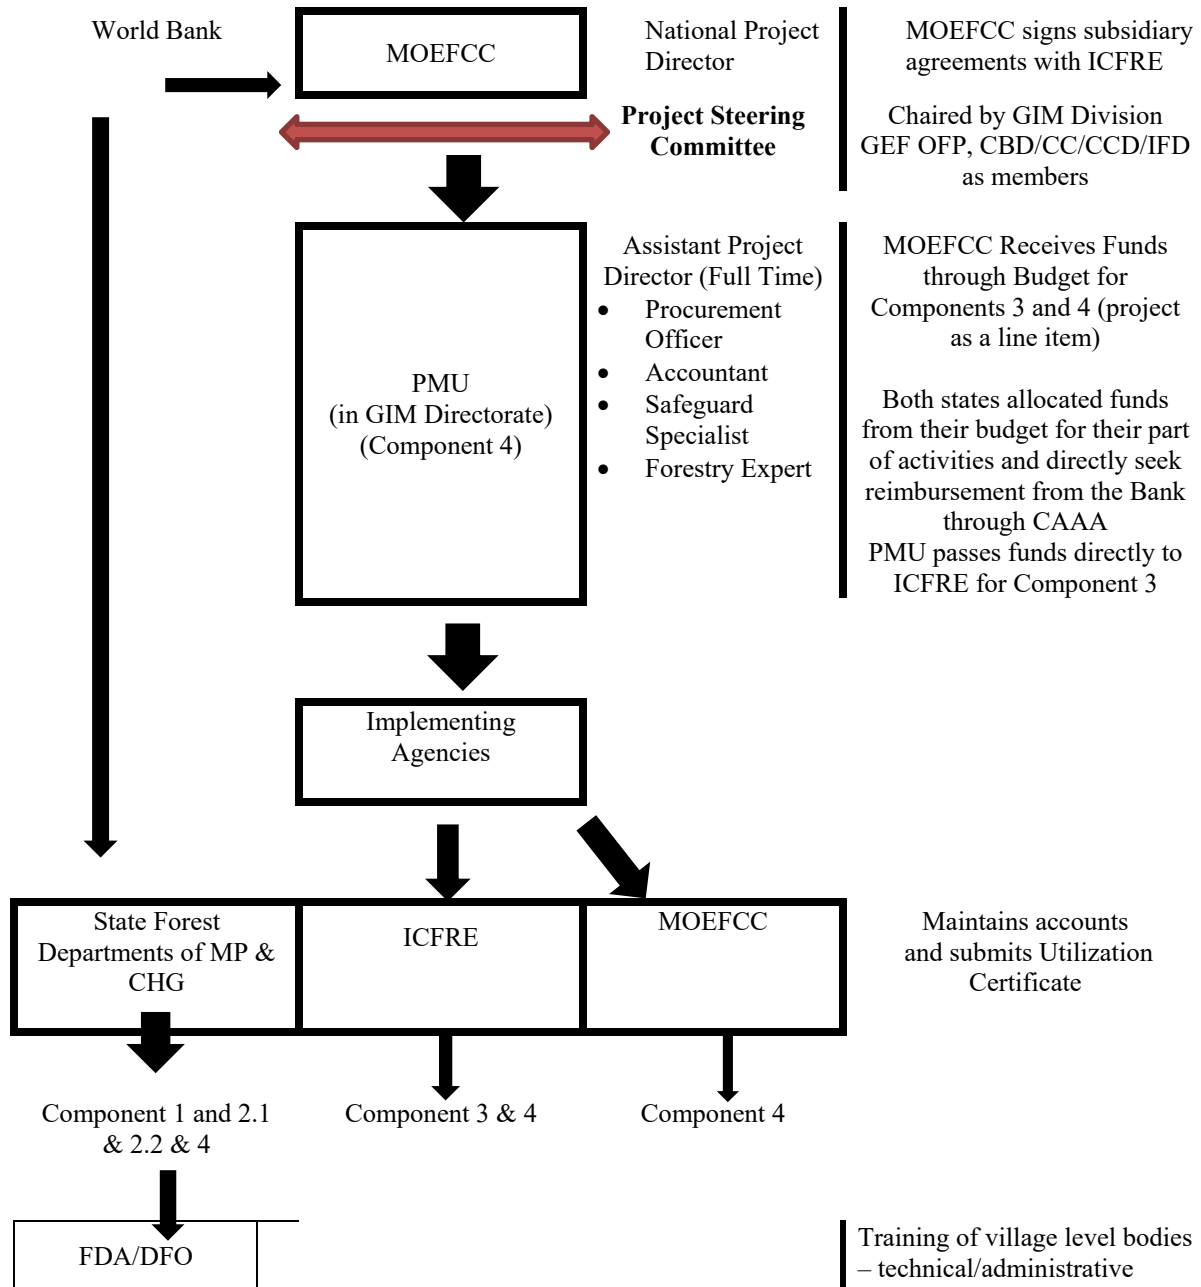 World Bank
MOEFCC
National Project
Director
MOEFCC signs subsidiary
agreements with ICFRE
Project Steering
Committee
Chaired by GIM Division
GEF OFP, CBD/CC/CCD/IFD
as members
PMU
(in GIM Directorate)
(Component 4)
Assistant Project
Director (Full Time)
• Procurement
Officer
• Accountant
• Safeguard
Specialist
• Forestry Expert
MOEFCC Receives Funds
through Budget for
Components 3 and 4 (project
as a line item)
Both states allocated funds
from their budget for their part
of activities and directly seek
reimbursement from the Bank
through CAAA
PMU passes funds directly to
ICFRE for Component 3
Implementing
Agencies
State Forest
Departments of MP &
CHG
ICFRE
MOEFCC
Maintains accounts
and submits Utilization
Certificate
Component 1 and 2.1
& 2.2 & 4
Component 3 & 4
Component 4
FDA/DFO
Training of village level bodies
– technical/administrative